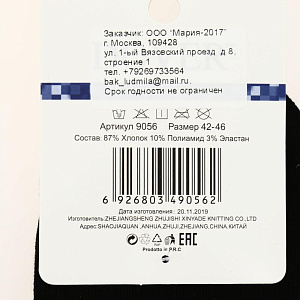 Заказчик: ООО "Мария-2017"
г. Москва, 109428
ул. 1-ый Вязовский проезд д.8,
строение 1
тел +79269733564
bak_ludmila@mail.ru
Срок годности не ограничен
Артикул 9056 Размер 42-46
Состав: 87% Хлопок 10% Полиамид 3% Эластан
6 926803 490562
Дата изготовления : 20.11.2019
Изготовитель:ZHEJIANGSHENG ZHUJISHI XINYADE KNITTING CO.,LTD
Адрес:SHAOJIAQUAN ,ANHUA,ZHUJI,ZHEJIANG,CHINA.КИТАЙ
EAC
Prodotto in P.R.C